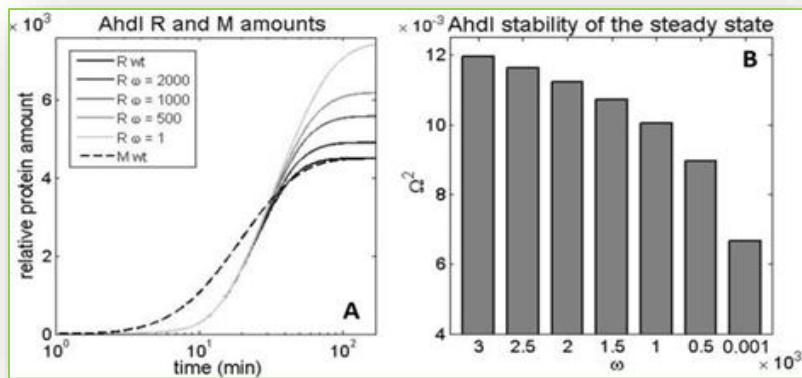 Ahdl R and M amounts
× 10³
6
4
2
0
relative protein amount
R wt
R ω = 2000
R ω = 1000
R ω = 500
R ω = 1
M wt
A
10⁰
10¹
10²
time (min)
Ahdl stability of the steady state
× 10⁻³
12
10
8
6
4
Ω²
B
3 2.5 2 1.5 1 0.5 0.001
ω
× 10³